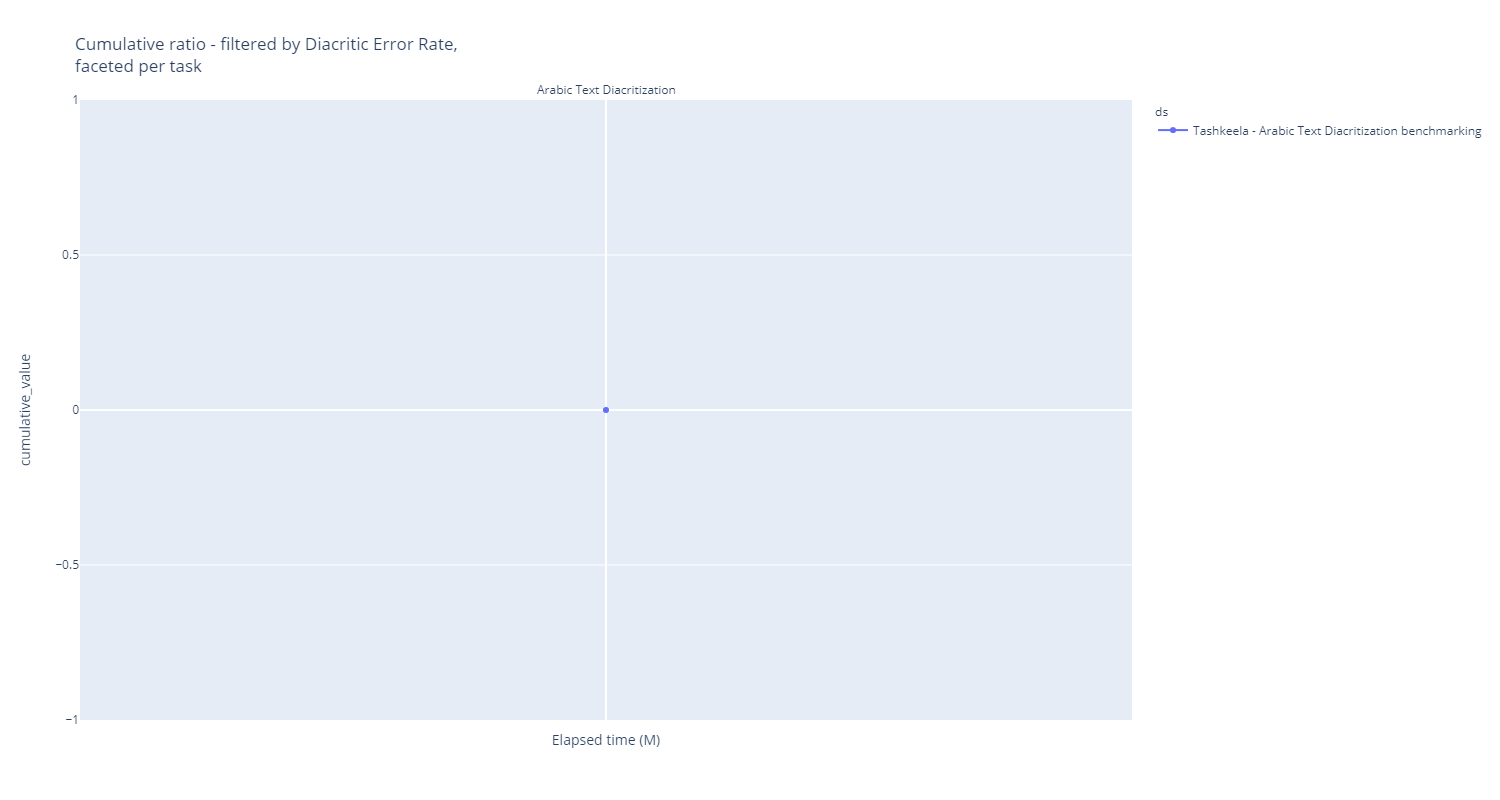 Cumulative ratio - filtered by Diacritic Error Rate,
faceted per task
Arabic Text Diacritization
ds
Tashkeela - Arabic Text Diacritization benchmarking
1
0.5
0
−0.5
−1
cumulative_value
Elapsed time (M)